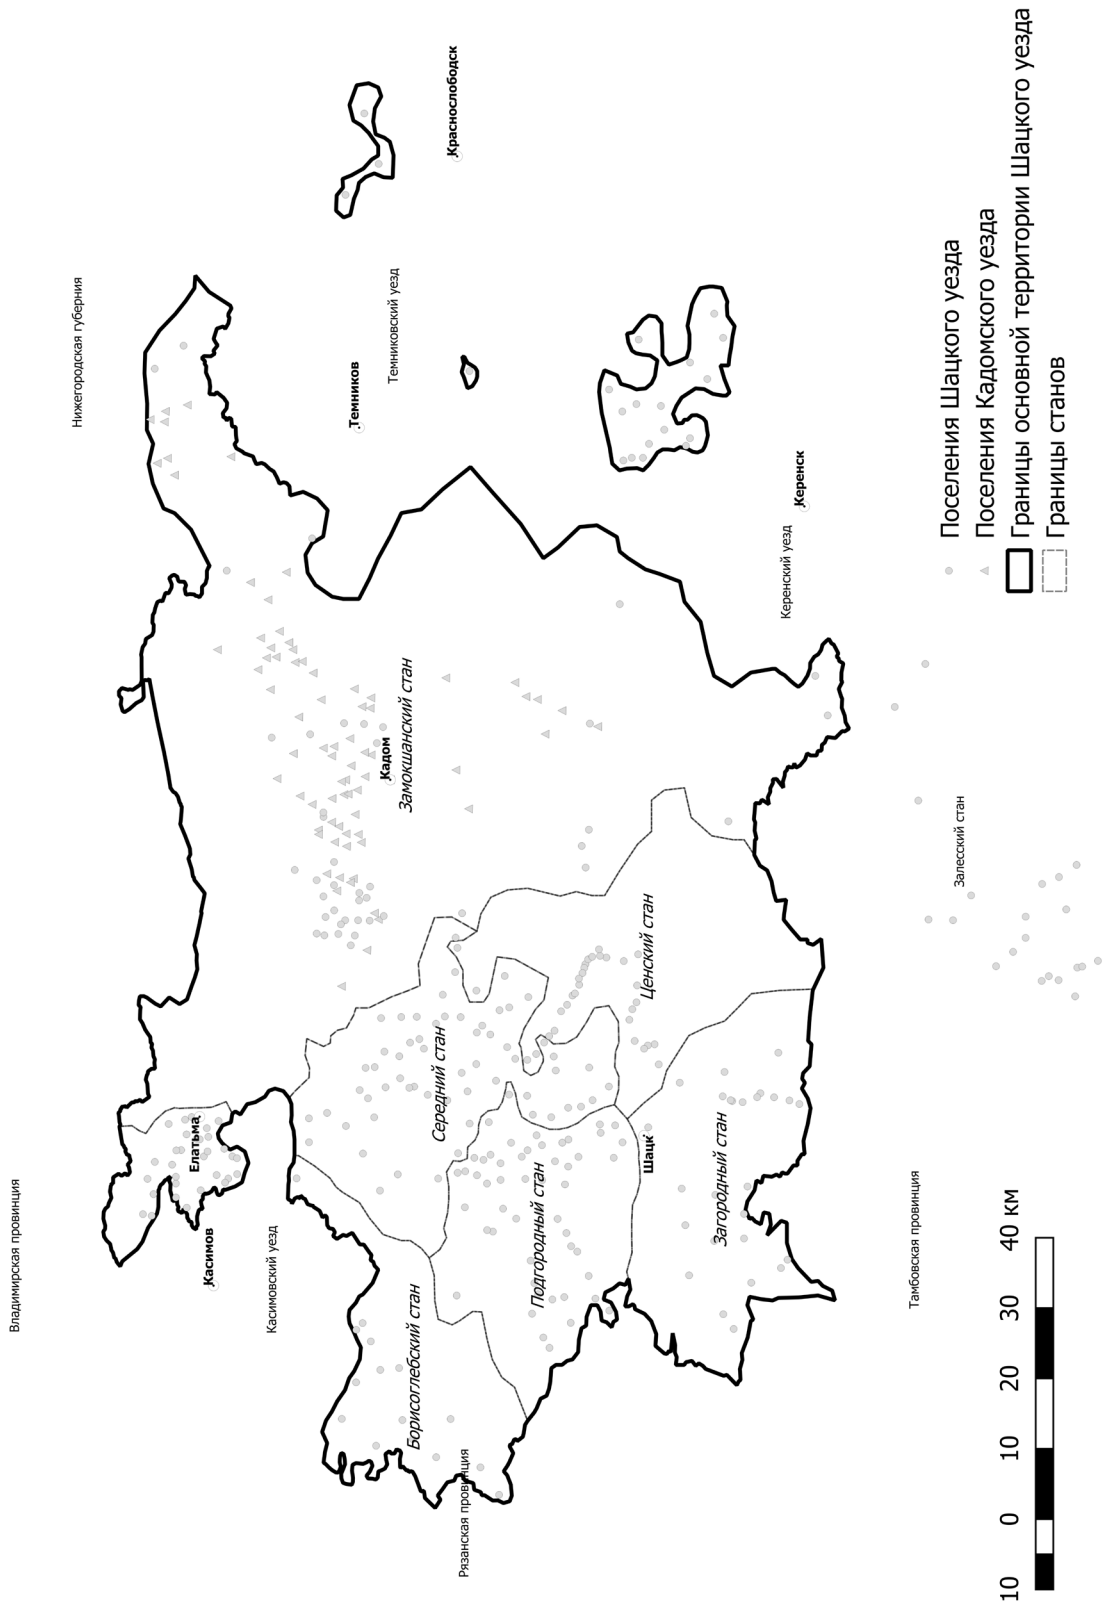 Владимирская провинция
Нижегородская губерния
Касимов
Елатьма
Касимовский уезд
Краснослободск
Темников
Темниковский уезд
Кадом
Замокшанский стан
Середний стан
Борисоглебский стан
Рязанская провинция
Подгородный стан
Ценский стан
Шацк
Загородный стан
Керенский уезд
Керенск
Тамбовская провинция
Залесский стан
Поселения Шацкого уезда
Поселения Кадомского уезда
Границы основной территории Шацкого уезда
Границы станов
10 0 10 20 30 40 км